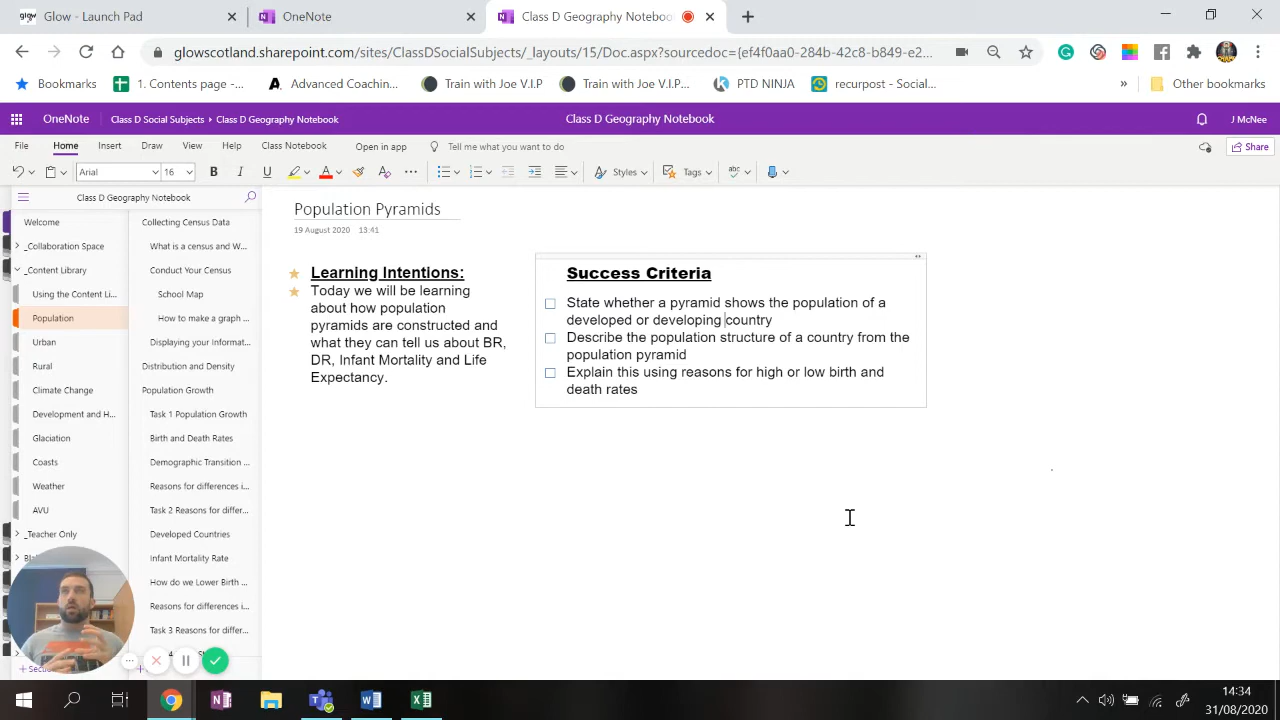 glow Glow - Launch Pad
OneNote
Class D Geography Notebo
glowscotland.sharepoint.com/sites/ClassDSocialSubjects/_layouts/15/Doc.aspx?sourcedoc={ef4f0aa0-284b-42c8-b849-e2...
Bookmarks
1. Contents page -...
Advanced Coachin...
Train with Joe V.I.P
Train with Joe V.I.P...
PTD NINJA
recurpost - Social...
»
Other bookmarks
OneNote
Class D Social Subjects › Class D Geography Notebook
Class D Geography Notebook
J McNee
File
Home
Insert
Draw
View
Help
Class Notebook
Open in app
Tell me what you want to do
Share
Arial
16
B
I
U
A
Styles
Tags
abc
Class D Geography Notebook
Welcome
_Collaboration Space
_Content Library
Using the Content Li...
Population
Urban
Rural
Climate Change
Development and H...
Glaciation
Coasts
Weather
AVU
_Teacher Only
Collecting Census Data
What is a census and W...
Conduct Your Census
School Map
How to make a graph ...
Displaying your Informat...
Distribution and Density
Population Growth
Task 1 Population Growth
Birth and Death Rates
Demographic Transition ...
Reasons for differences i...
Task 2 Reasons for differ...
Developed Countries
Infant Mortality Rate
How do we Lower Birth ...
Reasons for differences i...
Task 3 Reasons for differ...
Population Pyramids
19 August 2020 13:41
Learning Intentions:
Today we will be learning
about how population
pyramids are constructed and
what they can tell us about BR,
DR, Infant Mortality and Life
Expectancy.
Success Criteria
State whether a pyramid shows the population of a
developed or developing country
Describe the population structure of a country from the
population pyramid
Explain this using reasons for high or low birth and
death rates
14:34
31/08/2020